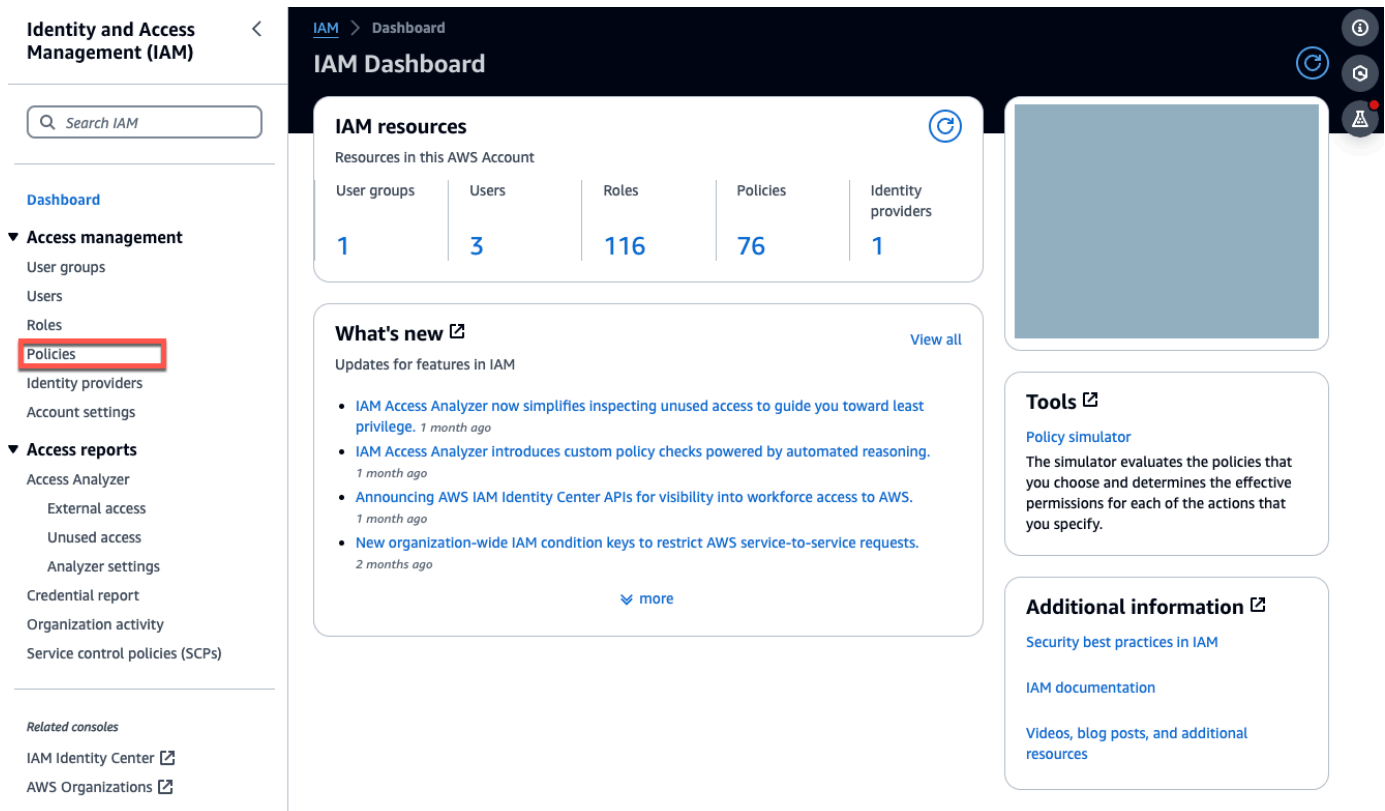 Identity and Access
Management (IAM)
Search IAM
Dashboard
Access management
User groups
Users
Roles
Policies
Identity providers
Account settings
Access reports
Access Analyzer
External access
Unused access
Analyzer settings
Credential report
Organization activity
Service control policies (SCPs)
Related consoles
IAM Identity Center
AWS Organizations
IAM > Dashboard
IAM Dashboard
IAM resources
Resources in this AWS Account
User groups
1
Users
3
Roles
116
Policies
76
Identity
providers
1
What's new
View all
Updates for features in IAM
• IAM Access Analyzer now simplifies inspecting unused access to guide you toward least
privilege. 1 month ago
• IAM Access Analyzer introduces custom policy checks powered by automated reasoning.
1 month ago
• Announcing AWS IAM Identity Center APIs for visibility into workforce access to AWS.
1 month ago
• New organization-wide IAM condition keys to restrict AWS service-to-service requests.
2 months ago
more
Tools
Policy simulator
The simulator evaluates the policies that
you choose and determines the effective
permissions for each of the actions that
you specify.
Additional information
Security best practices in IAM
IAM documentation
Videos, blog posts, and additional
resources